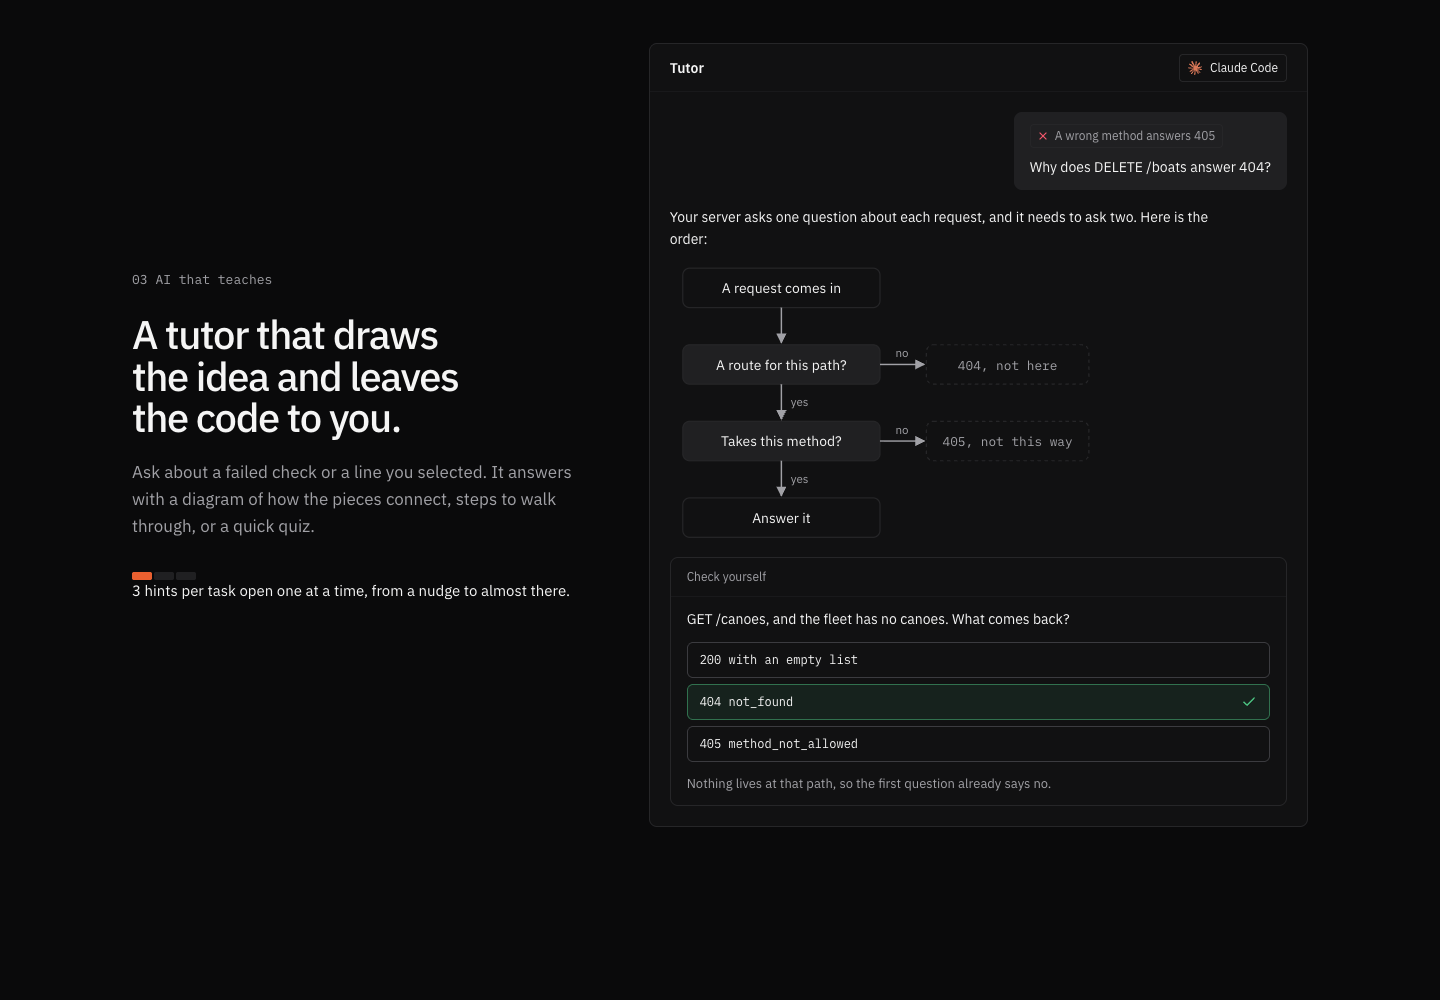 03 AI that teaches
A tutor that draws
the idea and leaves
the code to you.
Ask about a failed check or a line you selected. It answers
with a diagram of how the pieces connect, steps to walk
through, or a quick quiz.
3 hints per task open one at a time, from a nudge to almost there.
Tutor
Claude Code
A wrong method answers 405
Why does DELETE /boats answer 404?
Your server asks one question about each request, and it needs to ask two. Here is the
order:
A request comes in
A route for this path?
no
404, not here
yes
Takes this method?
no
405, not this way
yes
Answer it
Check yourself
GET /canoes, and the fleet has no canoes. What comes back?
200 with an empty list
404 not_found
405 method_not_allowed
Nothing lives at that path, so the first question already says no.